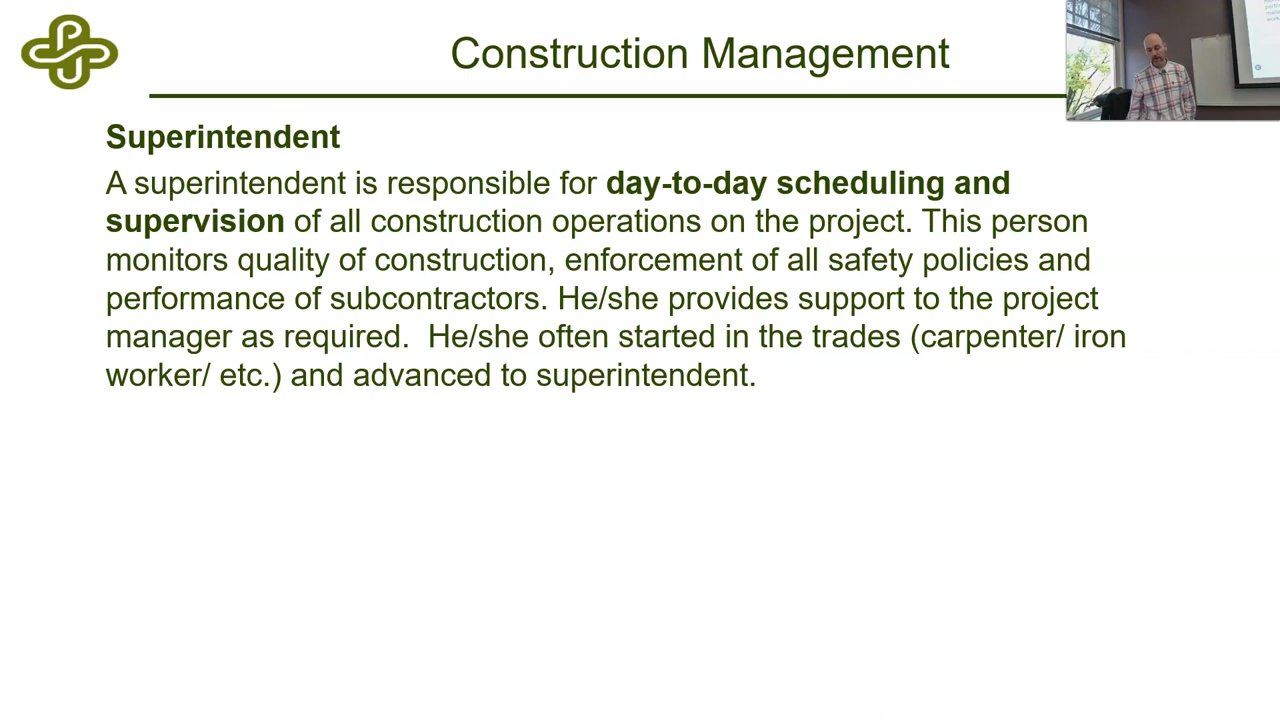 Construction Management
Superintendent
A superintendent is responsible for day-to-day scheduling and
supervision of all construction operations on the project. This person
monitors quality of construction, enforcement of all safety policies and
performance of subcontractors. He/she provides support to the project
manager as required.  He/she often started in the trades (carpenter/ iron
worker/ etc.) and advanced to superintendent.